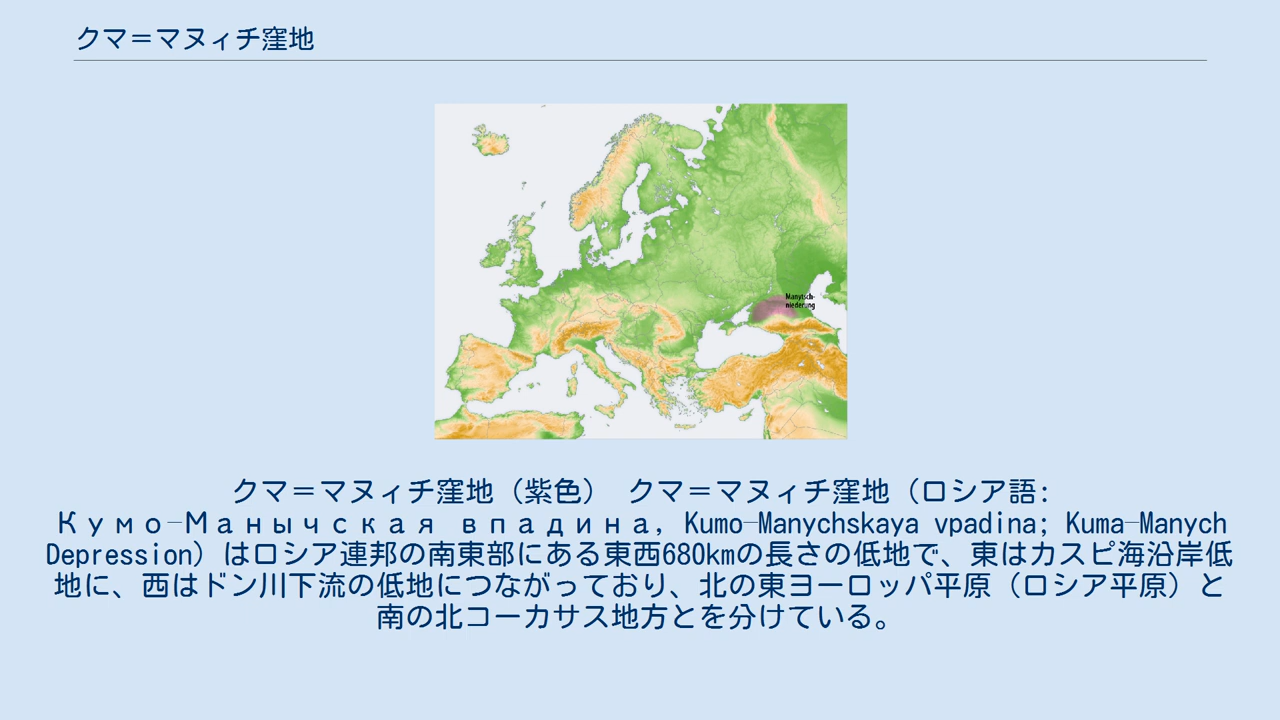 クマ＝マヌィチ窪地
Manytsch-
niederung
クマ＝マヌィチ窪地（紫色） クマ＝マヌィチ窪地（ロシア語:
Кумо–Манычская впадина, Kumo–Manychskaya vpadina; Kuma–Manych
Depression）はロシア連邦の南東部にある東西680kmの長さの低地で、東はカスピ海沿岸低
地に、西はドン川下流の低地につながっており、北の東ヨーロッパ平原（ロシア平原）と
南の北コーカサス地方とを分けている。